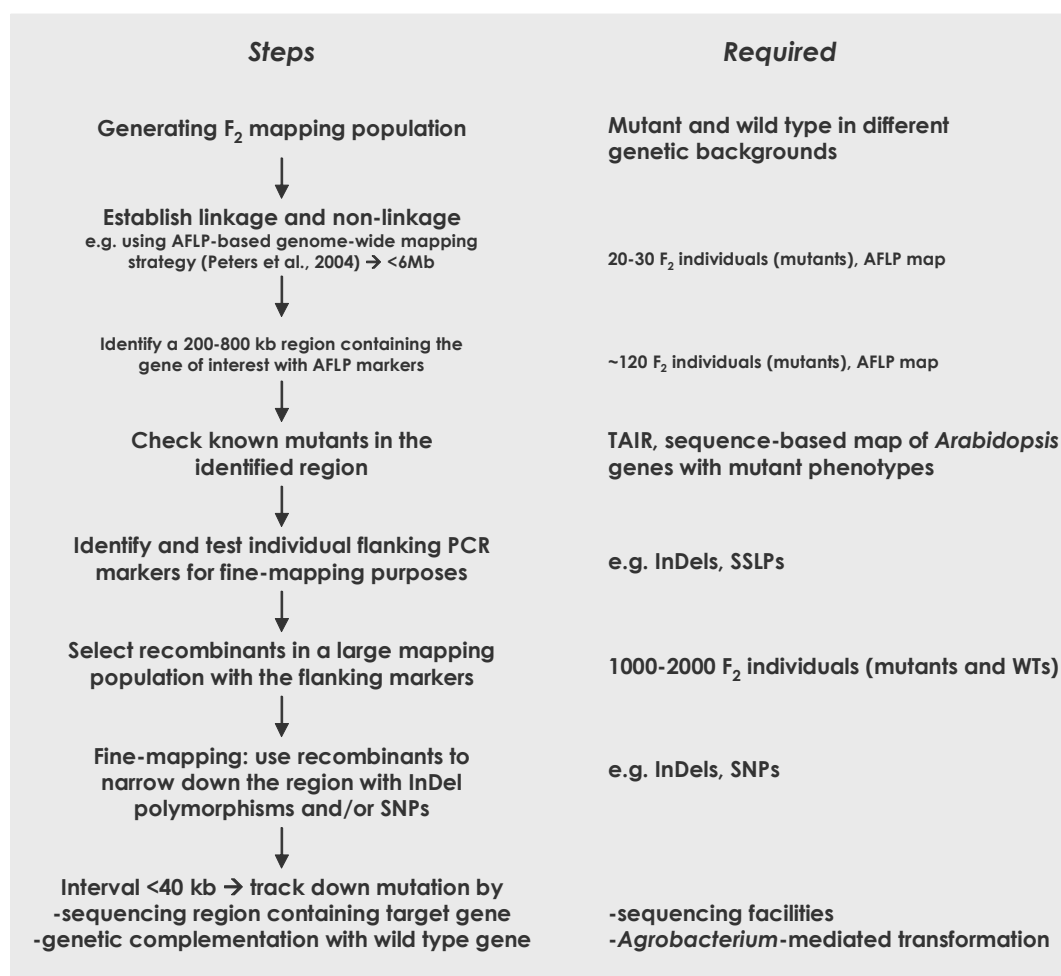 Steps
Required
Generating F₂ mapping population
Mutant and wild type in different
genetic backgrounds
Establish linkage and non-linkage
e.g. using AFLP-based genome-wide mapping
strategy (Peters et al., 2004) → <6Mb
20-30 F₂ individuals (mutants), AFLP map
Identify a 200-800 kb region containing the
gene of interest with AFLP markers
~120 F₂ individuals (mutants), AFLP map
Check known mutants in the
identified region
TAIR, sequence-based map of Arabidopsis
genes with mutant phenotypes
Identify and test individual flanking PCR
markers for fine-mapping purposes
e.g. InDels, SSLPs
Select recombinants in a large mapping
population with the flanking markers
1000-2000 F₂ individuals (mutants and WTs)
Fine-mapping: use recombinants to
narrow down the region with InDel
polymorphisms and/or SNPs
e.g. InDels, SNPs
Interval <40 kb → track down mutation by
-sequencing region containing target gene
-genetic complementation with wild type gene
-sequencing facilities
-Agrobacterium-mediated transformation